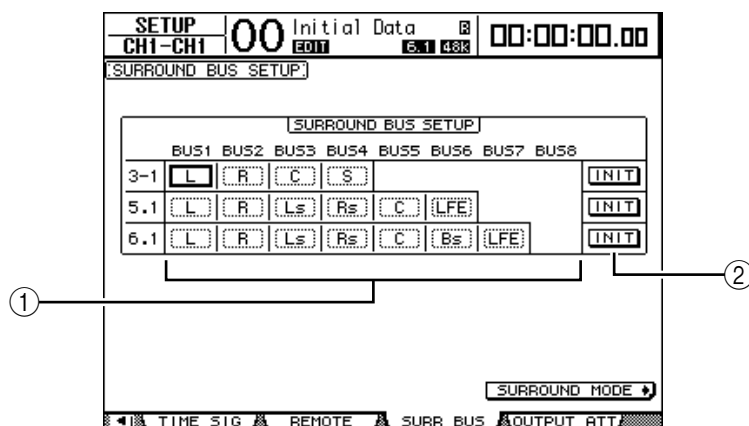 SETUP
CH1-CH1
00 Initial Data B
EDIT 6.1 48k
00:00:00.00
SURROUND BUS SETUP
SURROUND BUS SETUP
BUS1 BUS2 BUS3 BUS4 BUS5 BUS6 BUS7 BUS8
3-1 L R C S INIT
5.1 L R Ls Rs C LFE INIT
6.1 L R Ls Rs C Bs LFE INIT
1
2
SURROUND MODE
TIME SIG REMOTE SURR BUS OUTPUT ATT